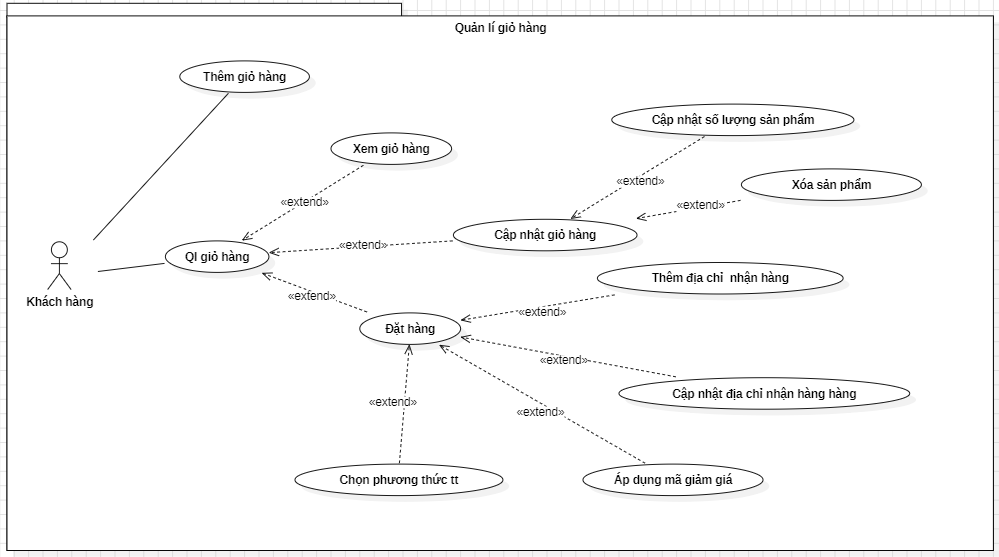 Quản lí giỏ hàng
Thêm giỏ hàng
Cập nhật số lượng sản phẩm
Xem giỏ hàng
«extend»
Xóa sản phẩm
«extend»
«extend»
Cập nhật giỏ hàng
«extend»
Ql giỏ hàng
Khách hàng
Thêm địa chỉ  nhận hàng
«extend»
«extend»
Đặt hàng
«extend»
Cập nhật địa chỉ nhận hàng hàng
«extend»
«extend»
Chọn phương thức tt
Áp dụng mã giảm giá